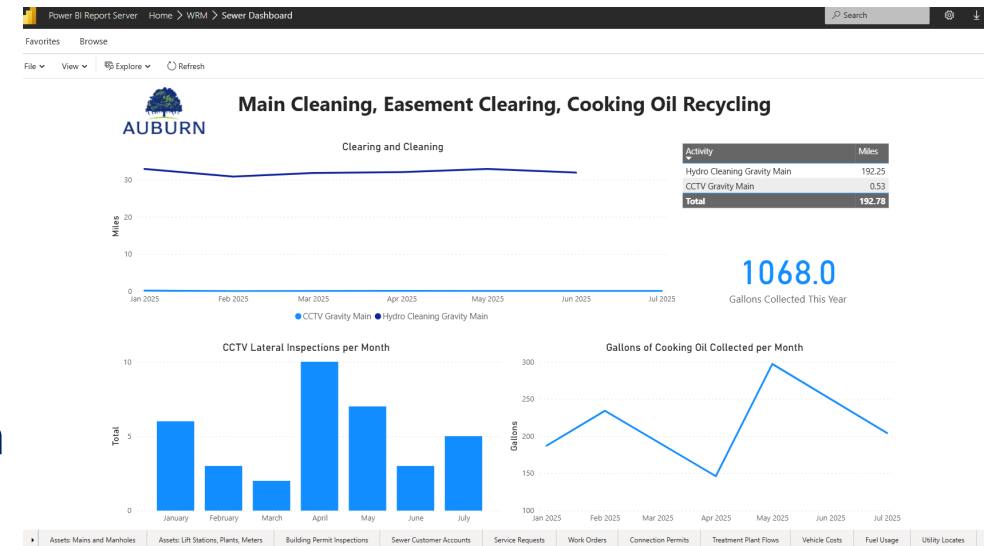 Power BI Report Server Home > WRM > Sewer Dashboard Search
Favorites Browse
File View Explore Refresh
AUBURN
Main Cleaning, Easement Clearing, Cooking Oil Recycling
Clearing and Cleaning
30
20
10
0
Miles
Jan 2025 Feb 2025 Mar 2025 Apr 2025 May 2025 Jun 2025 Jul 2025
CCTV Gravity Main Hydro Cleaning Gravity Main
Activity Miles
Hydro Cleaning Gravity Main 192.25
CCTV Gravity Main 0.53
Total 192.78
1068.0
Gallons Collected This Year
CCTV Lateral Inspections per Month
10
5
0
Total
January February March April May June July
Gallons of Cooking Oil Collected per Month
300
250
200
150
100
Gallons
Jan 2025 Feb 2025 Mar 2025 Apr 2025 May 2025 Jun 2025 Jul 2025
Assets: Mains and Manholes Assets: Lift Stations, Plants, Meters Building Permit Inspections Sewer Customer Accounts Service Requests Work Orders Connection Permits Treatment Plant Flows Vehicle Costs Fuel Usage Utility Locates